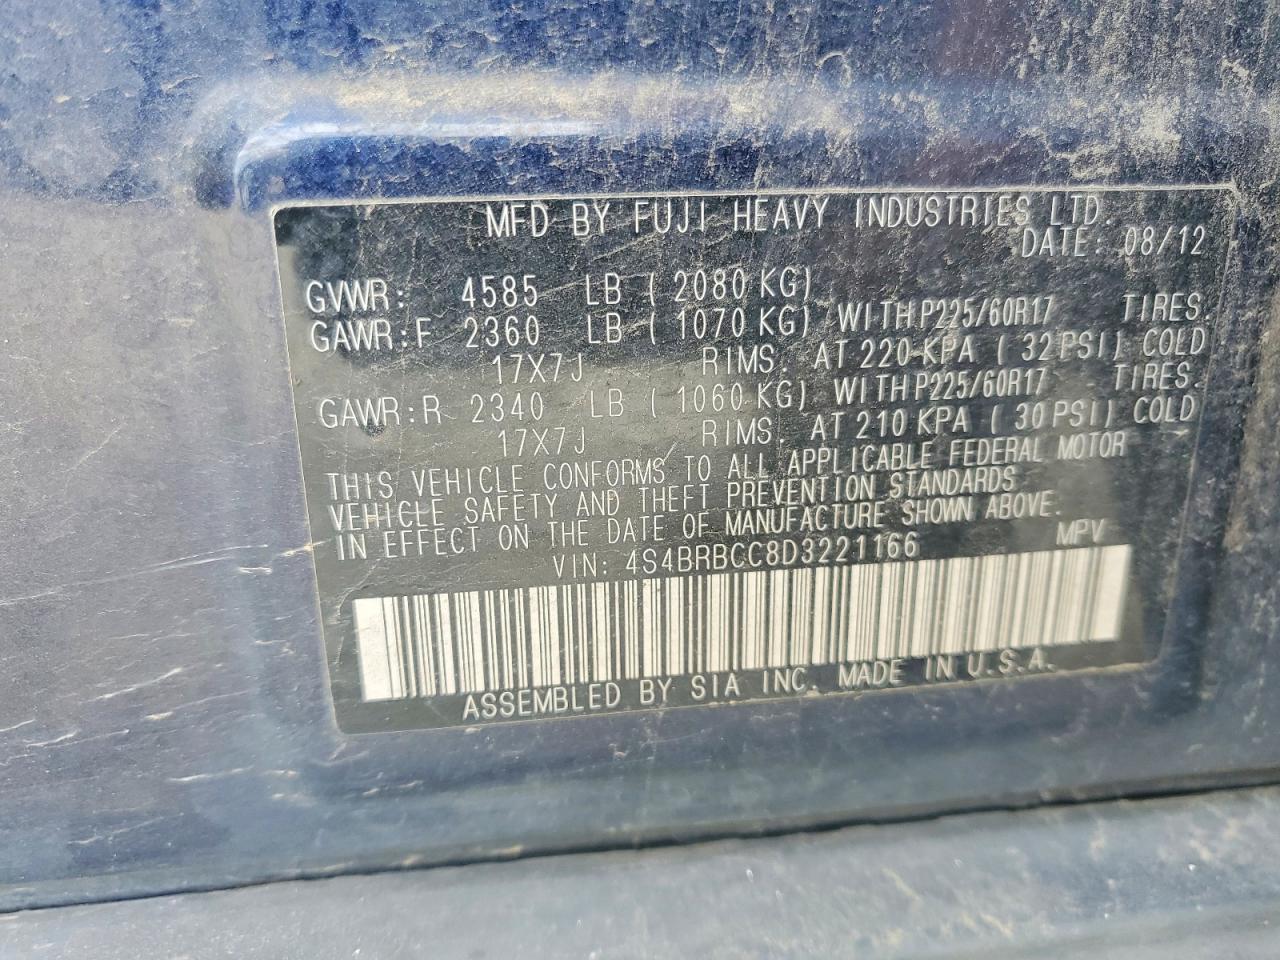 MFD BY FUJI HEAVY INDUSTRIES LTD.
DATE: 08/12
GVWR: 4585 LB ( 2080 KG)
GAWR:F 2360 LB ( 1070 KG) WITH P225/60R17 TIRES.
17X7J RIMS. AT 220 KPA ( 32 PSI) COLD
GAWR:R 2340 LB ( 1060 KG) WITH P225/60R17 TIRES.
17X7J RIMS. AT 210 KPA ( 30 PSI) COLD
THIS VEHICLE CONFORMS TO ALL APPLICABLE FEDERAL MOTOR
VEHICLE SAFETY AND THEFT PREVENTION STANDARDS
IN EFFECT ON THE DATE OF MANUFACTURE SHOWN ABOVE.
VIN: 4S4BRBCC8D3221166 MPV
ASSEMBLED BY SIA INC. MADE IN U.S.A.